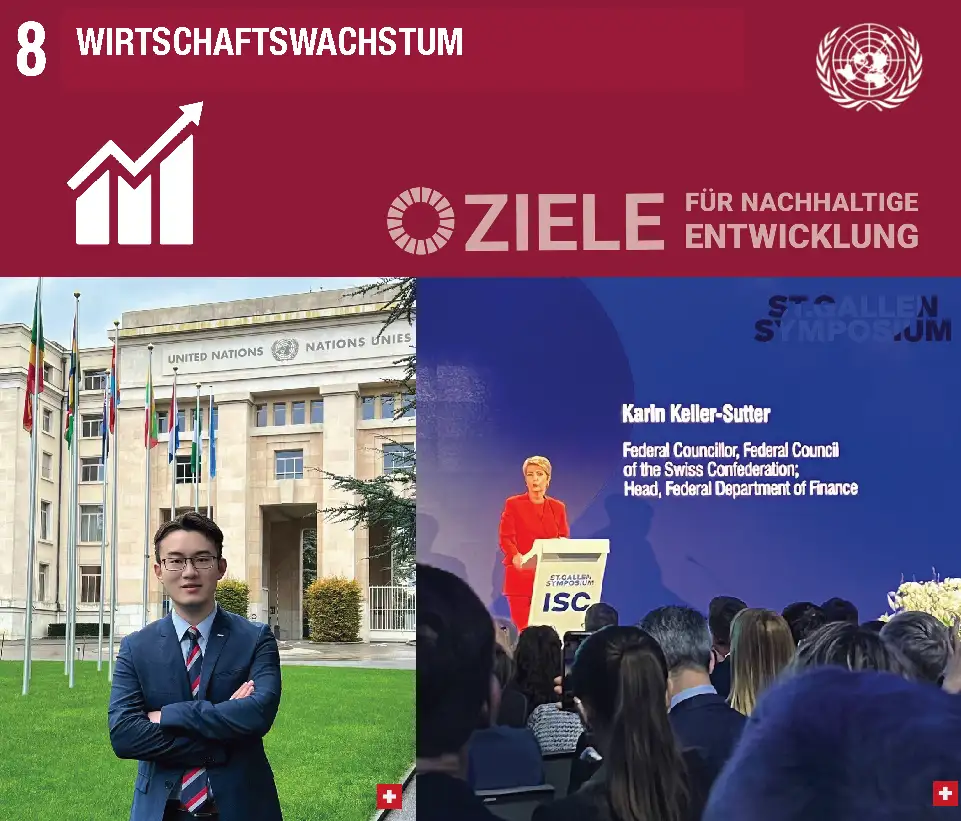 8 WIRTSCHAFTSWACHSTUM
ZIELE
FÜR NACHHALTIGE
ENTWICKLUNG
UNITED NATIONS NATIONS UNIES
ST.GALLEN
SYMPOSIUM
Karin Keller-Sutter
Federal Councillor, Federal Council
of the Swiss Confederation;
Head, Federal Department of Finance
ST.GALLEN
SYMPOSIUM
ISC